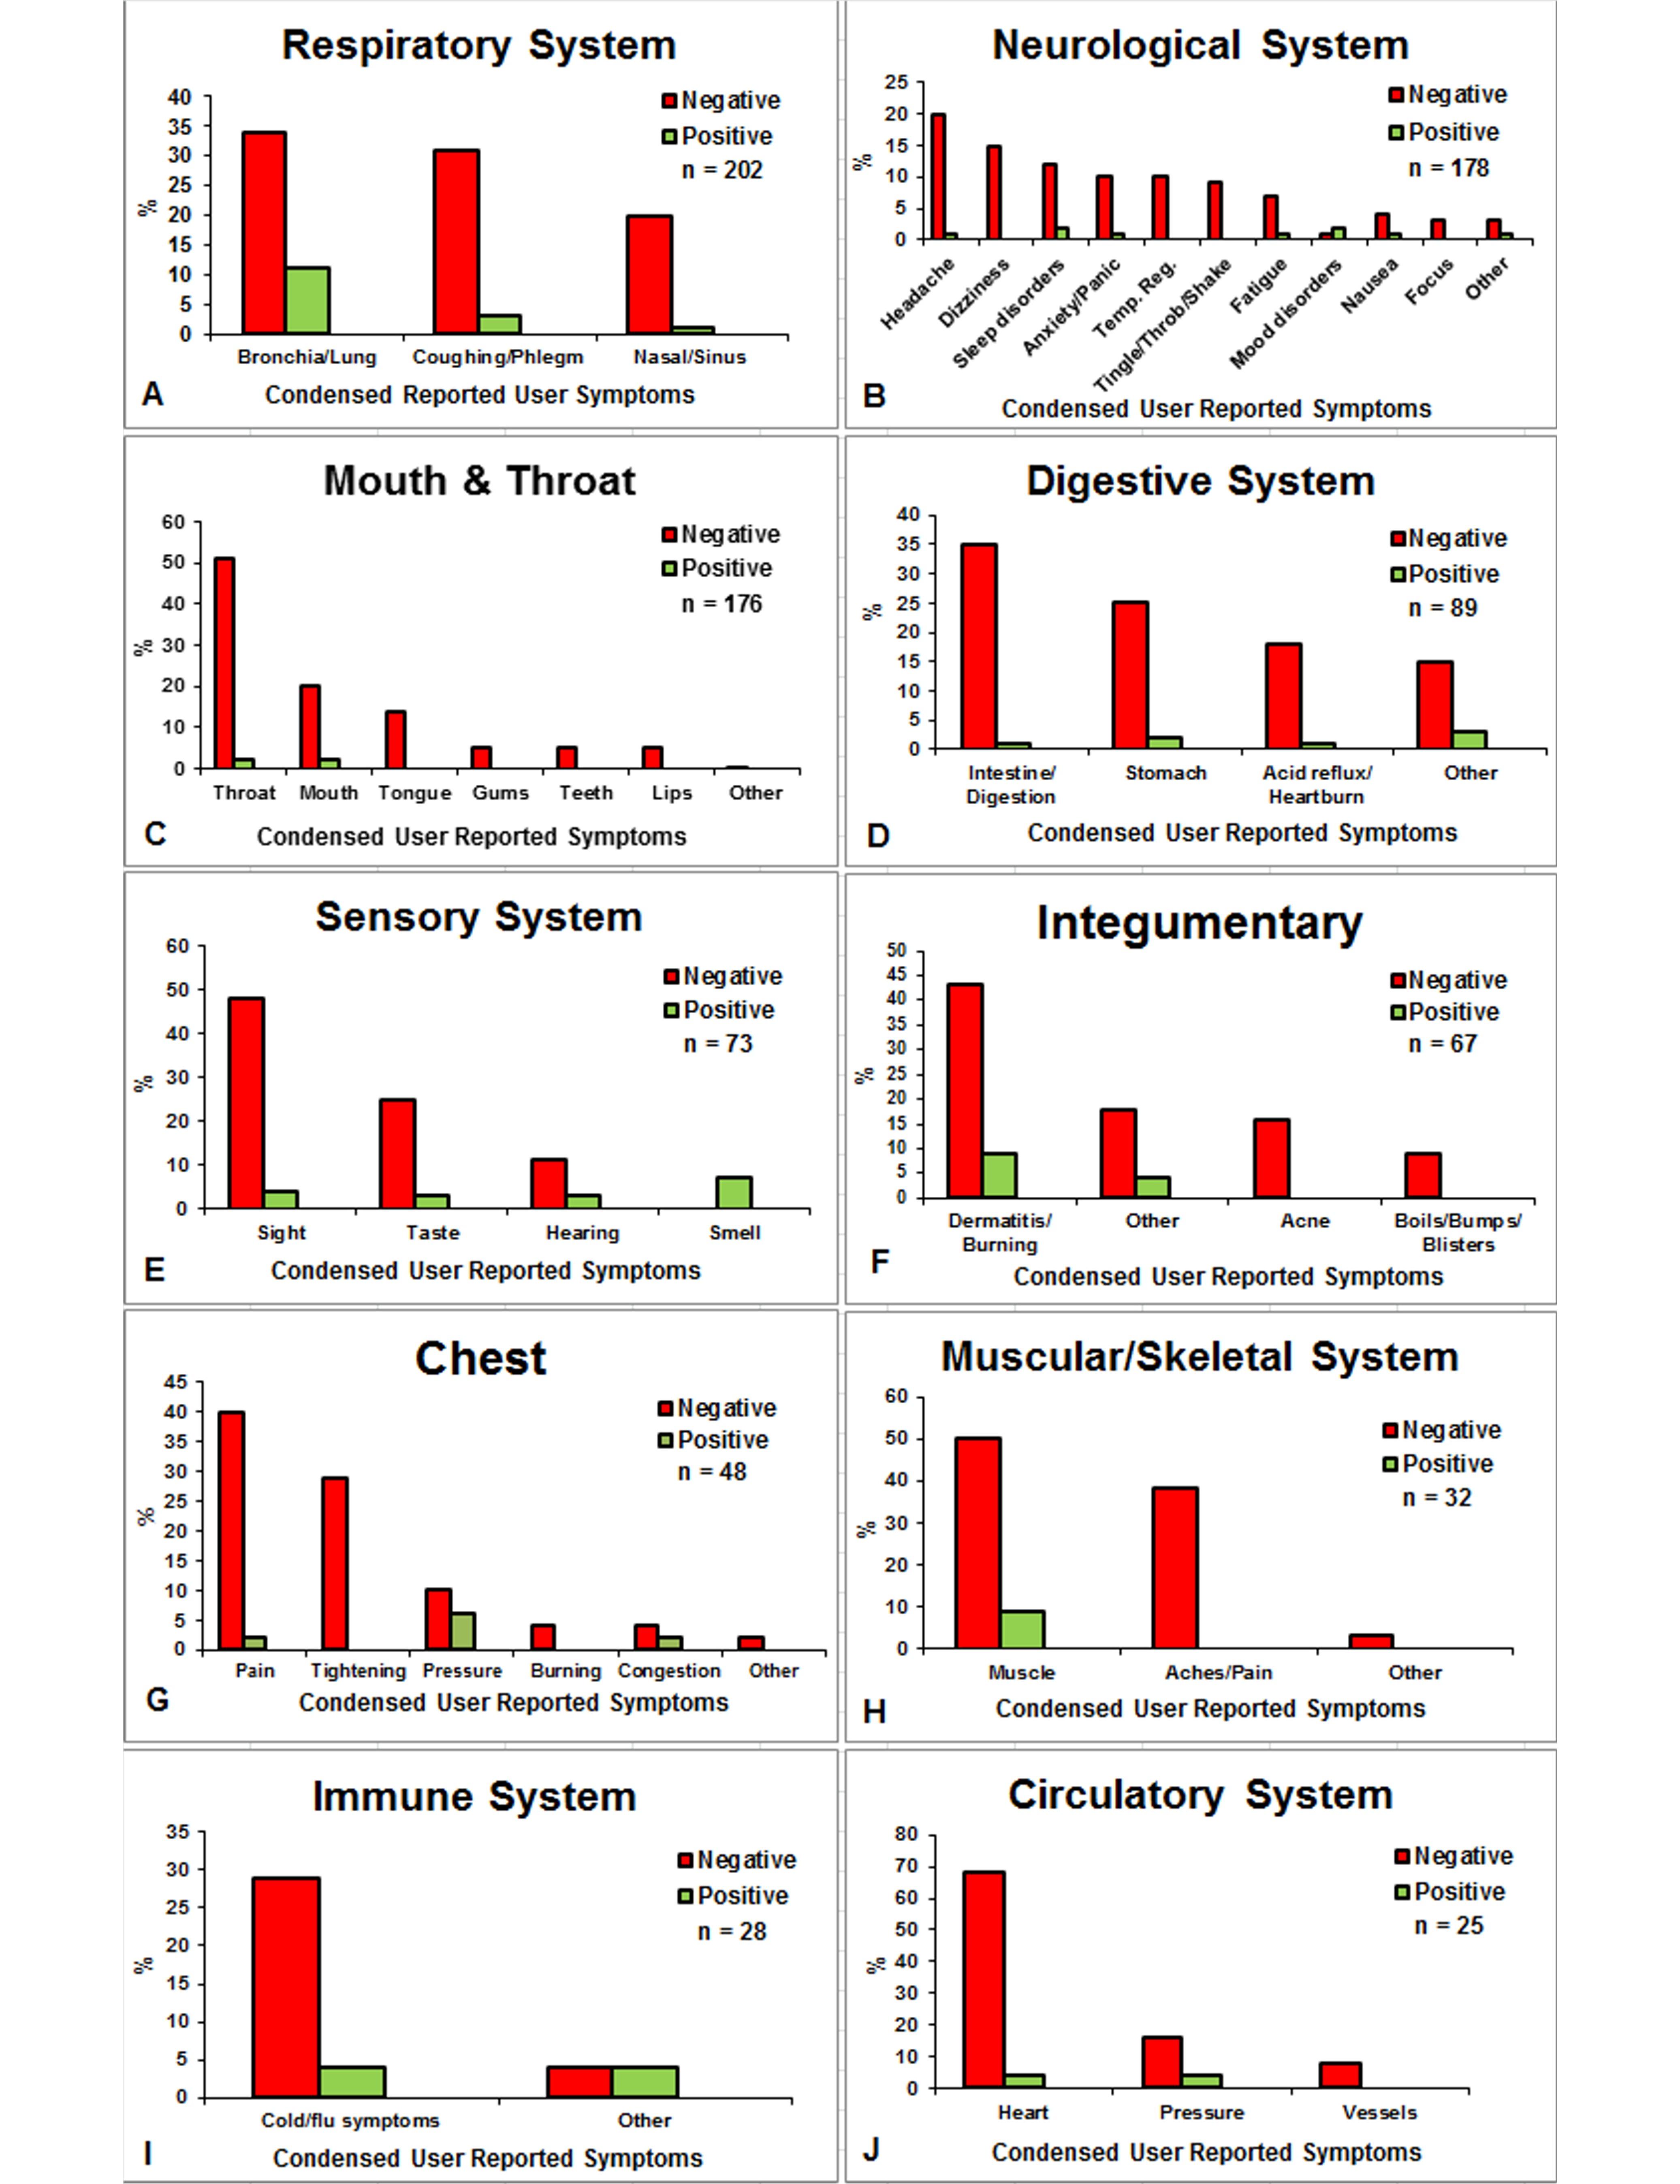 Respiratory System
40
35
30
25
20
15
10
5
0
%
Negative
Positive
n = 202
Bronchia/Lung Coughing/Phlegm Nasal/Sinus
Condensed Reported User Symptoms
A
Neurological System
25
20
15
10
5
0
%
Negative
Positive
n = 178
Headache
Dizziness
Sleep disorders
Anxiety/Panic
Temp. Reg.
Tingle/Throb/Shake
Fatigue
Mood disorders
Nausea
Focus
Other
Condensed User Reported Symptoms
B
Mouth & Throat
60
50
40
30
20
10
0
%
Negative
Positive
n = 176
Throat Mouth Tongue Gums Teeth Lips Other
Condensed User Reported Symptoms
C
Digestive System
40
35
30
25
20
15
10
5
0
%
Negative
Positive
n = 89
Intestine/ Stomach Acid reflux/ Other
Digestion Heartburn
Condensed User Reported Symptoms
D
Sensory System
60
50
40
30
20
10
0
%
Negative
Positive
n = 73
Sight Taste Hearing Smell
Condensed User Reported Symptoms
E
Integumentary
50
45
40
35
30
25
20
15
10
5
0
%
Negative
Positive
n = 67
Dermatitis/ Other Acne Boils/Bumps/
Burning Blisters
Condensed User Reported Symptoms
F
Chest
45
40
35
30
25
20
15
10
5
0
%
Negative
Positive
n = 48
Pain Tightening Pressure Burning Congestion Other
Condensed User Reported Symptoms
G
Muscular/Skeletal System
60
50
40
30
20
10
0
%
Negative
Positive
n = 32
Muscle Aches/Pain Other
Condensed User Reported Symptoms
H
Immune System
35
30
25
20
15
10
5
0
%
Negative
Positive
n = 28
Cold/flu symptoms Other
Condensed User Reported Symptoms
I
Circulatory System
80
70
60
50
40
30
20
10
0
%
Negative
Positive
n = 25
Heart Pressure Vessels
Condensed User Reported Symptoms
J